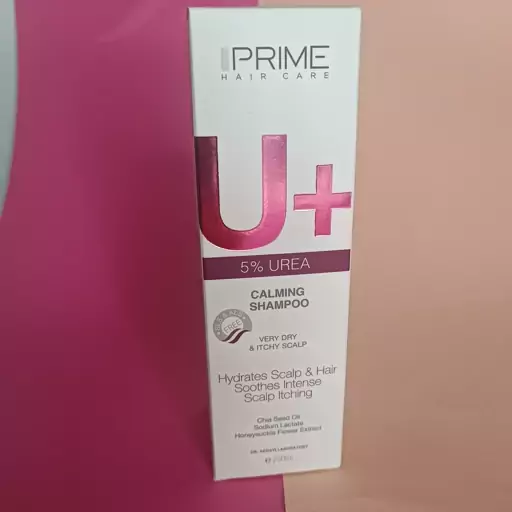 PRIME
HAIR CARE
U+
5% UREA
CALMING
SHAMPOO
FREE
VERY DRY
& ITCHY SCALP
Hydrates Scalp & Hair
Soothes Intense
Scalp Itching
Chia Seed Oil
Sodium Lactate
Honeysuckle Flower Extract